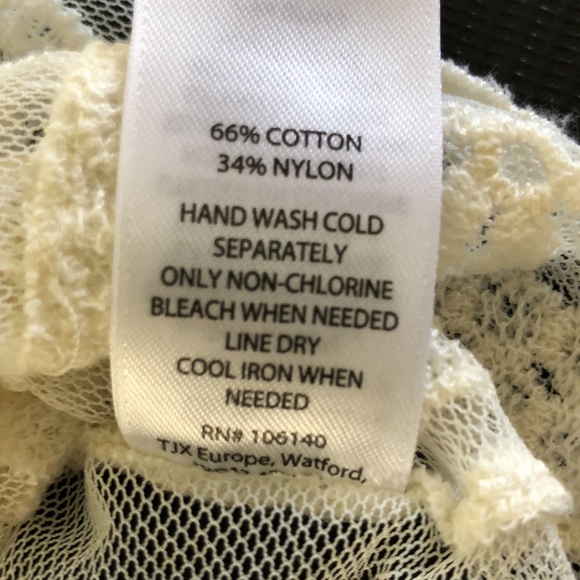 66% COTTON
34% NYLON
HAND WASH COLD
SEPARATELY
ONLY NON-CHLORINE
BLEACH WHEN NEEDED
LINE DRY
COOL IRON WHEN
NEEDED
RN# 106140
TJX Europe, Watford,